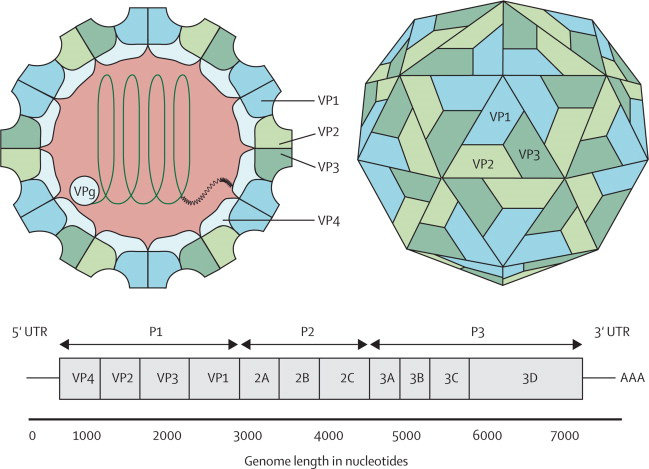 VP1
VP2
VP3
VP4
VPg
VP1
VP2
VP3
5' UTR
P1
P2
P3
3' UTR
VP4 VP2 VP3 VP1 2A 2B 2C 3A 3B 3C 3D
AAA
0 1000 2000 3000 4000 5000 6000 7000
Genome length in nucleotides